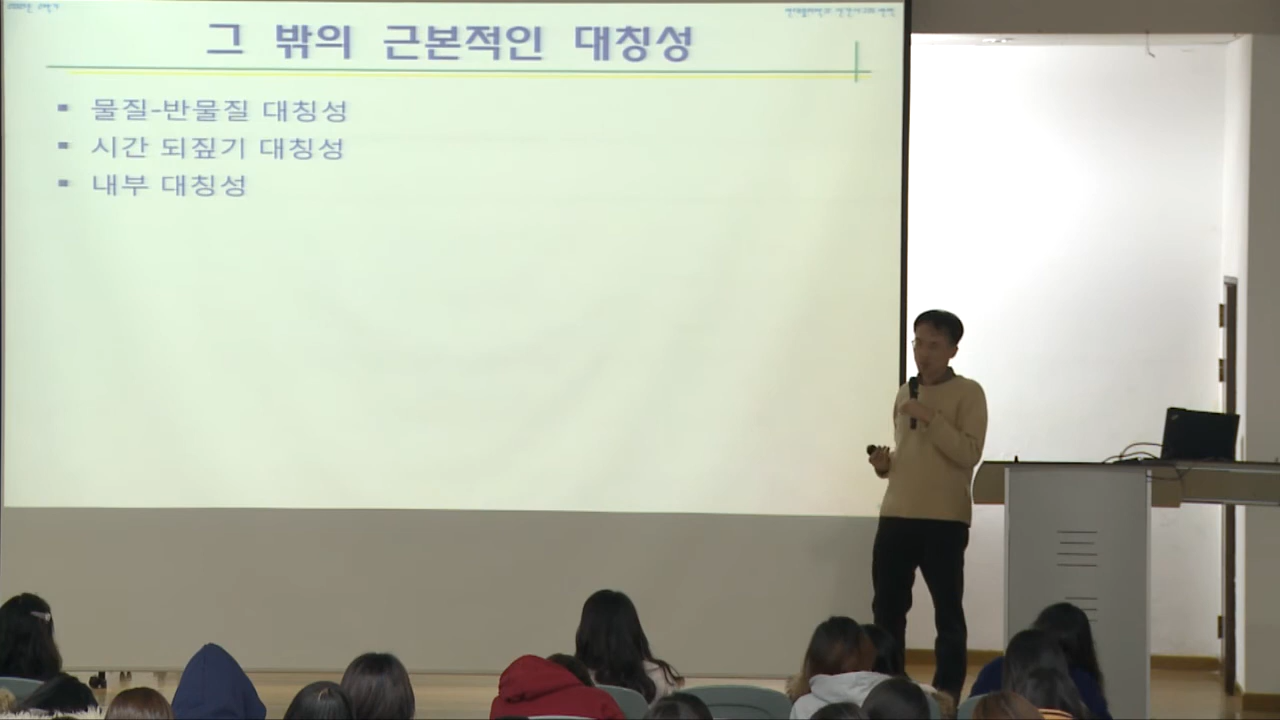 그 밖의 근본적인 대칭성
▪ 물질-반물질 대칭성
▪ 시간 되짚기 대칭성
▪ 내부 대칭성